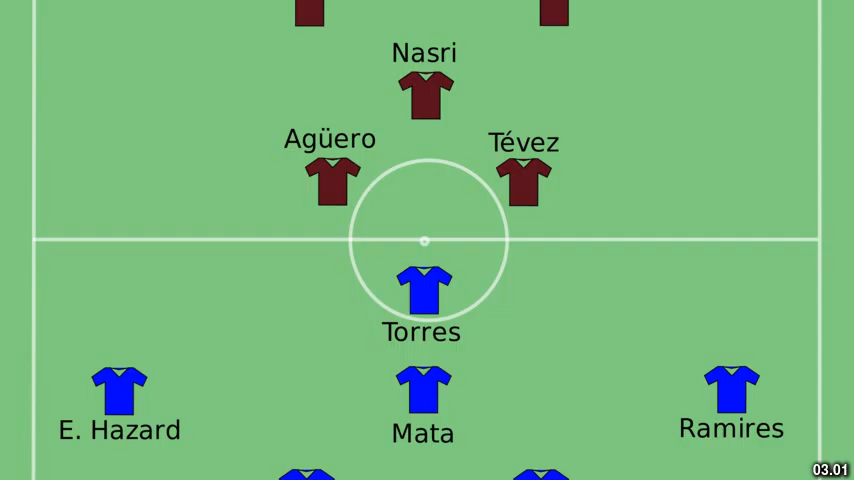 Nasri
Agüero
Tévez
Torres
E. Hazard
Mata
Ramires
03.01